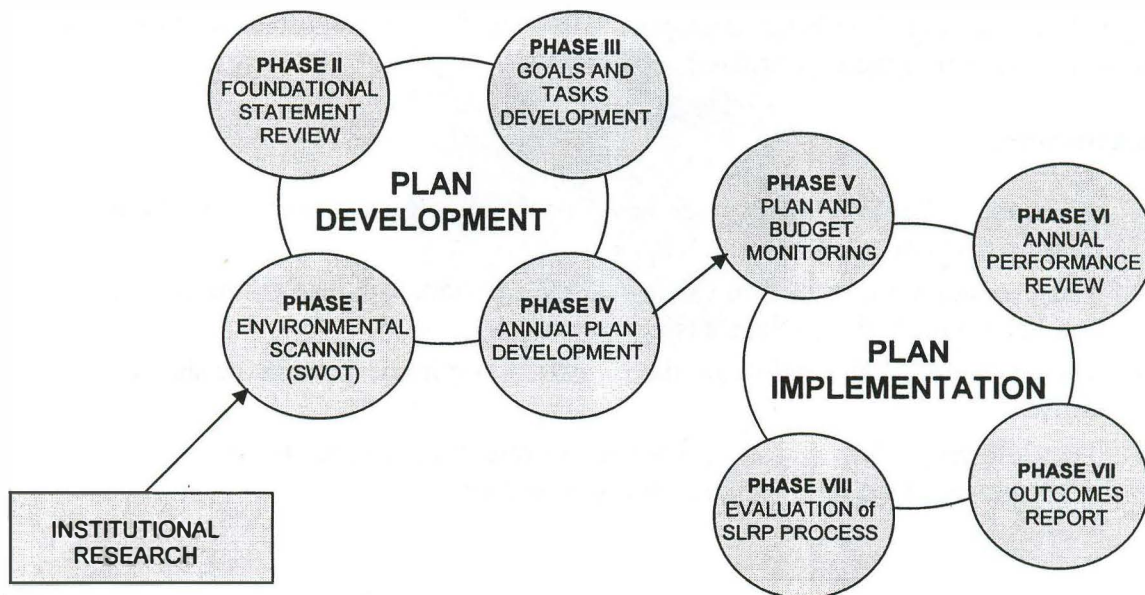 PHASE II
FOUNDATIONAL
STATEMENT
REVIEW
PHASE III
GOALS AND
TASKS
DEVELOPMENT
PLAN
DEVELOPMENT
PHASE I
ENVIRONMENTAL
SCANNING
(SWOT)
PHASE IV
ANNUAL PLAN
DEVELOPMENT
INSTITUTIONAL
RESEARCH
PHASE V
PLAN AND
BUDGET
MONITORING
PHASE VI
ANNUAL
PERFORMANCE
REVIEW
PLAN
IMPLEMENTATION
PHASE VII
OUTCOMES
REPORT
PHASE VIII
EVALUATION of
SLRP PROCESS